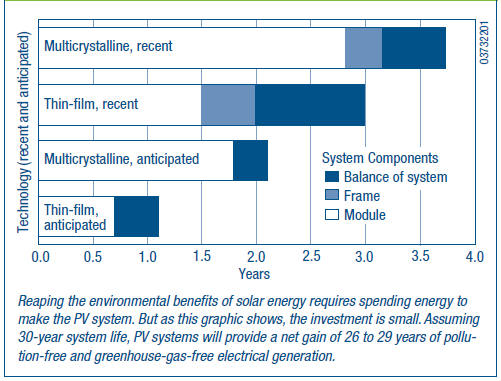 03732201
Technology (recent and anticipated)
Multicrystalline, recent
Thin-film, recent
Multicrystalline, anticipated
Thin-film,
anticipated
System Components
Balance of system
Frame
Module
0.0 0.5 1.0 1.5 2.0 2.5 3.0 3.5 4.0
Years
Reaping the environmental benefits of solar energy requires spending energy to
make the PV system. But as this graphic shows, the investment is small. Assuming
30-year system life, PV systems will provide a net gain of 26 to 29 years of pollu-
tion-free and greenhouse-gas-free electrical generation.